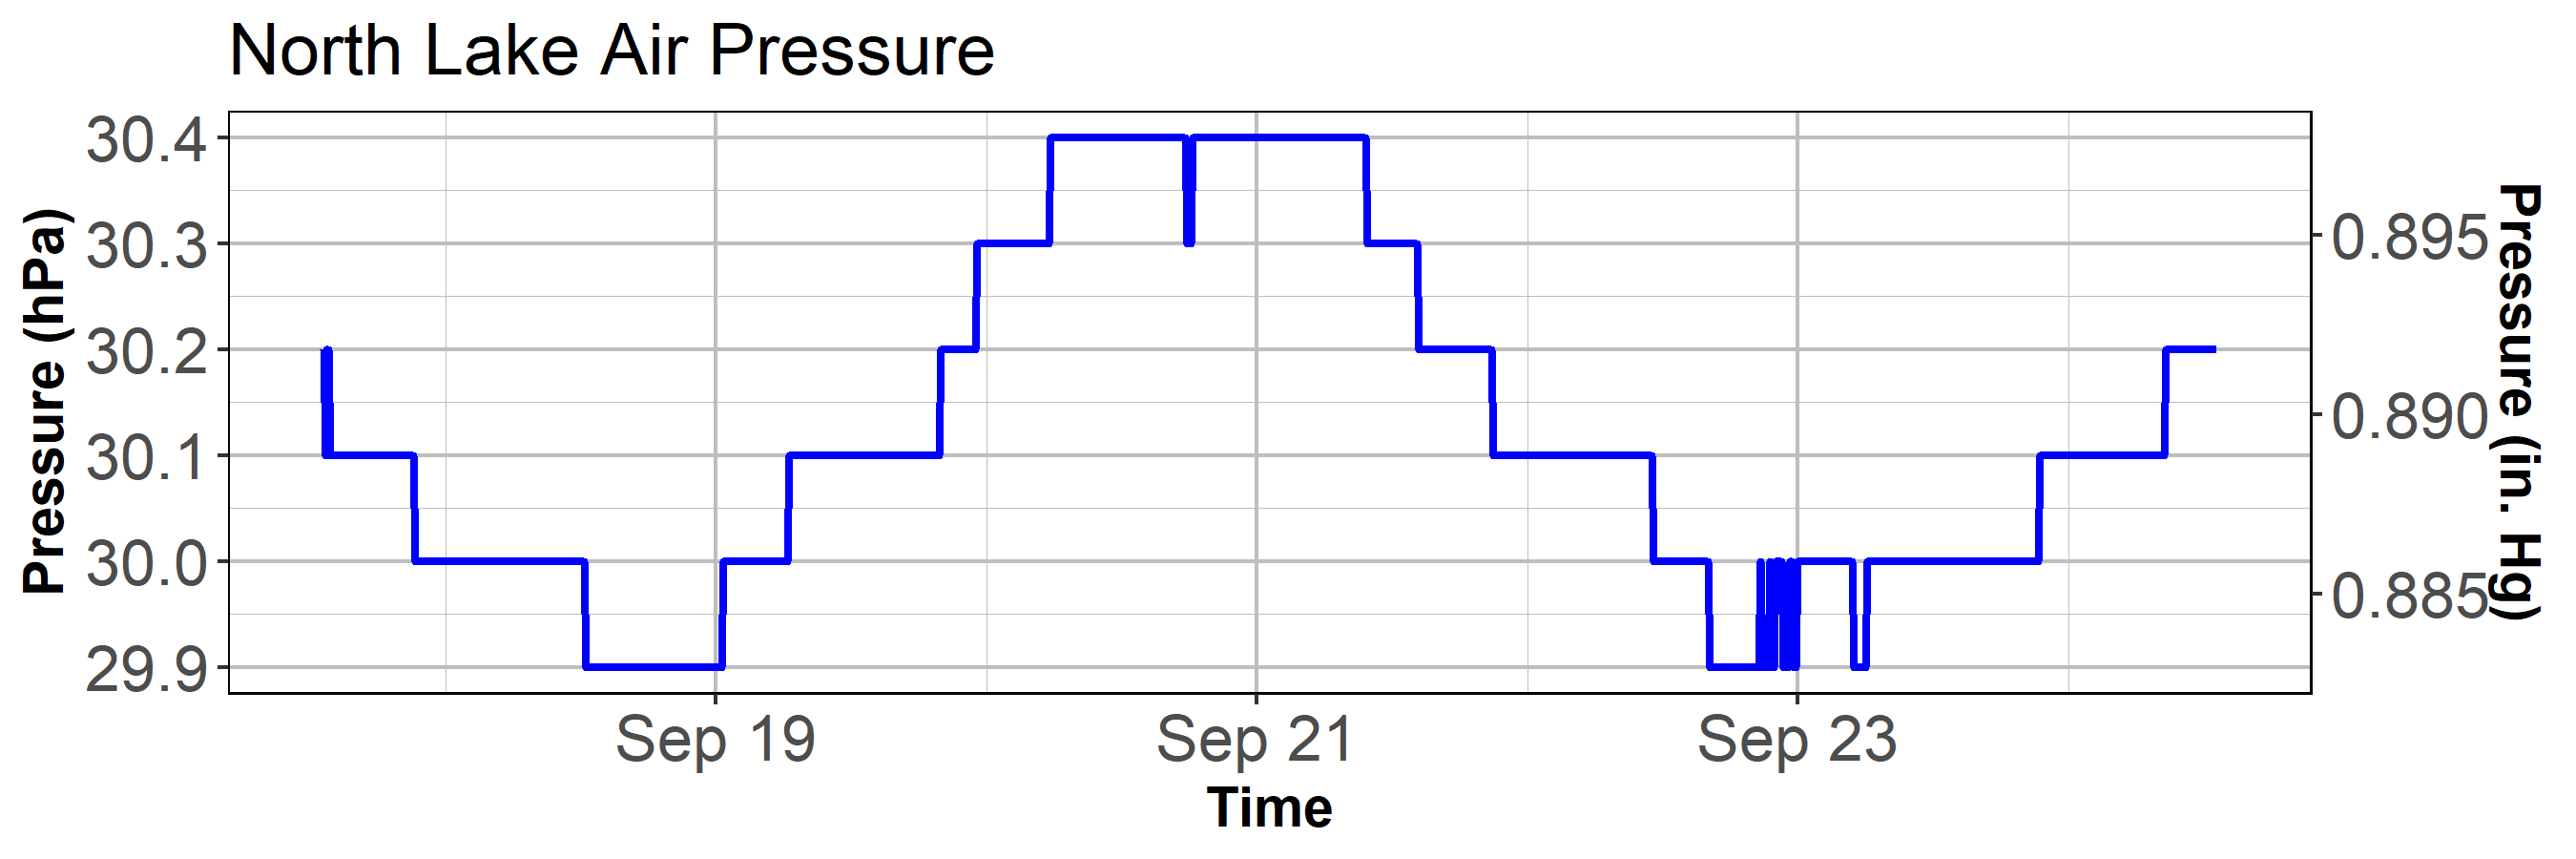 North Lake Air Pressure
Pressure (hPa)
30.4
30.3
30.2
30.1
30.0
29.9
0.895
0.890
0.885
Pressure (in. Hg)
Sep 19
Sep 21
Sep 23
Time